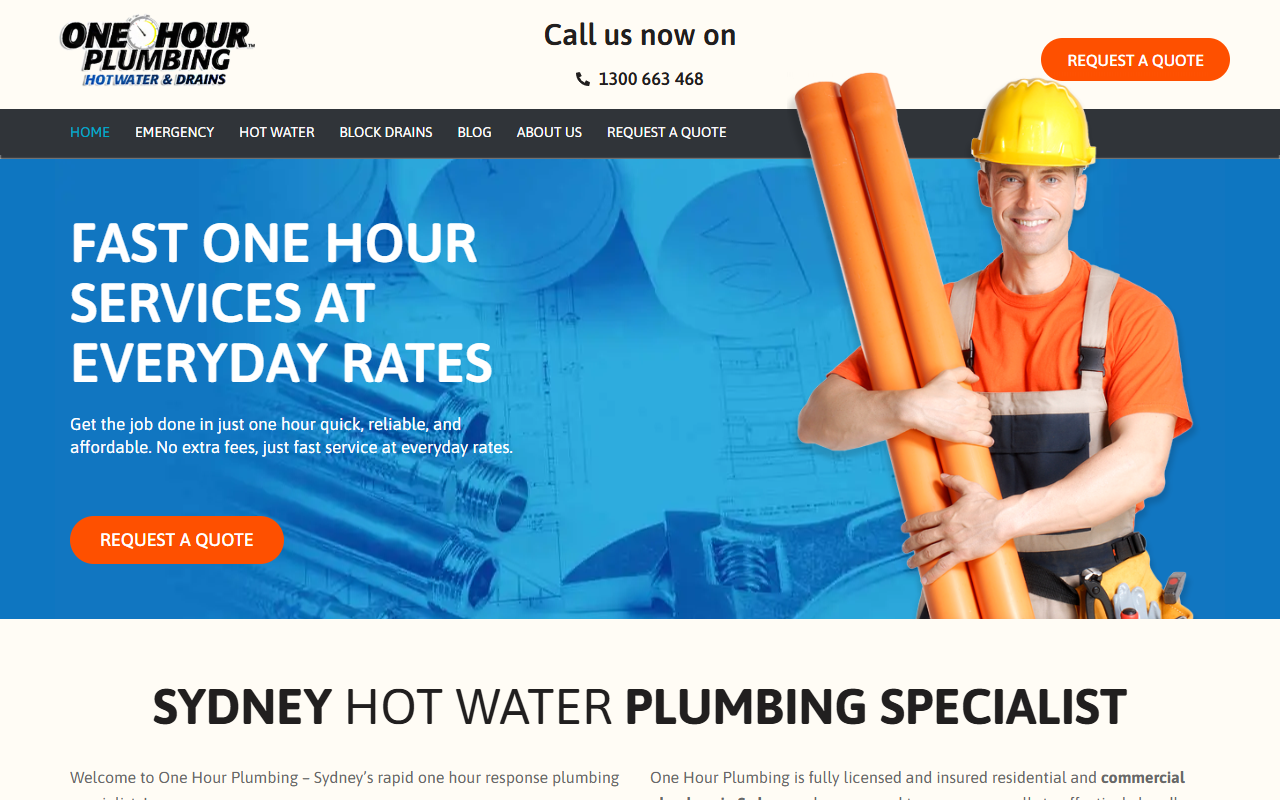 ONE HOUR
PLUMBING
HOT WATER & DRAINS
Call us now on
1300 663 468
REQUEST A QUOTE
HOME EMERGENCY HOT WATER BLOCK DRAINS BLOG ABOUT US REQUEST A QUOTE
FAST ONE HOUR
SERVICES AT
EVERYDAY RATES
Get the job done in just one hour quick, reliable, and
affordable. No extra fees, just fast service at everyday rates.
REQUEST A QUOTE
SYDNEY HOT WATER PLUMBING SPECIALIST
Welcome to One Hour Plumbing – Sydney’s rapid one hour response plumbing
One Hour Plumbing is fully licensed and insured residential and commercial